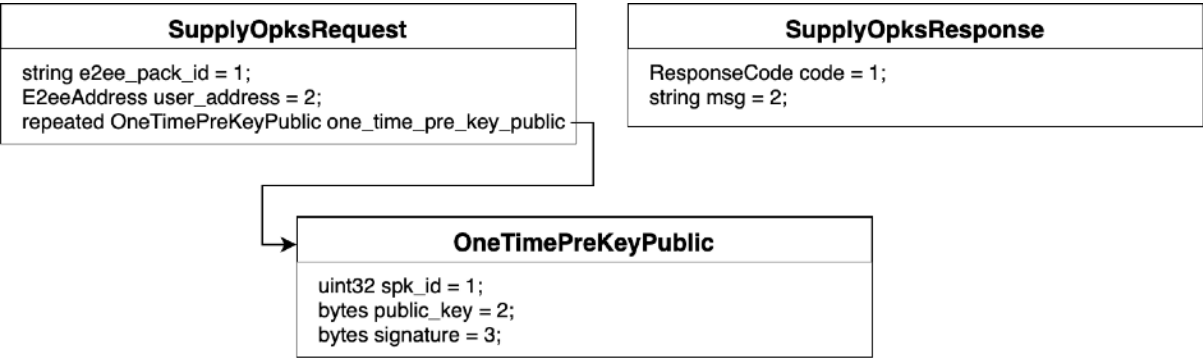 SupplyOpksRequest
string e2ee_pack_id = 1;
E2eeAddress user_address = 2;
repeated OneTimePreKeyPublic one_time_pre_key_public
SupplyOpksResponse
ResponseCode code = 1;
string msg = 2;
OneTimePreKeyPublic
uint32 spk_id = 1;
bytes public_key = 2;
bytes signature = 3;